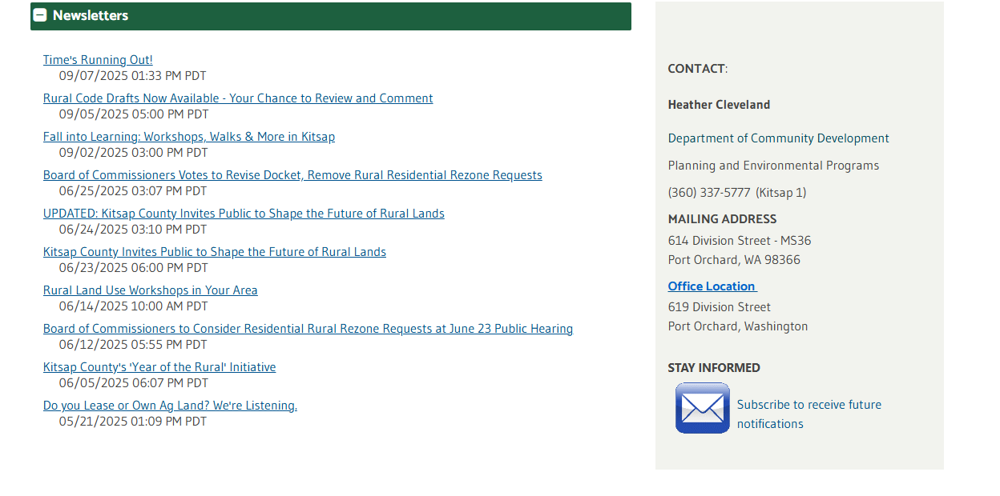 Newsletters
Time's Running Out!
09/07/2025 01:33 PM PDT
Rural Code Drafts Now Available - Your Chance to Review and Comment
09/05/2025 05:00 PM PDT
Fall into Learning: Workshops, Walks & More in Kitsap
09/02/2025 03:00 PM PDT
Board of Commissioners Votes to Revise Docket, Remove Rural Residential Rezone Requests
06/25/2025 03:07 PM PDT
UPDATED: Kitsap County Invites Public to Shape the Future of Rural Lands
06/24/2025 03:10 PM PDT
Kitsap County Invites Public to Shape the Future of Rural Lands
06/23/2025 06:00 PM PDT
Rural Land Use Workshops in Your Area
06/14/2025 10:00 AM PDT
Board of Commissioners to Consider Residential Rural Rezone Requests at June 23 Public Hearing
06/12/2025 05:55 PM PDT
Kitsap County's 'Year of the Rural' Initiative
06/05/2025 06:07 PM PDT
Do you Lease or Own Ag Land? We're Listening.
05/21/2025 01:09 PM PDT
CONTACT:
Heather Cleveland
Department of Community Development
Planning and Environmental Programs
(360) 337-5777 (Kitsap 1)
MAILING ADDRESS
614 Division Street - MS36
Port Orchard, WA 98366
Office Location
619 Division Street
Port Orchard, Washington
STAY INFORMED
Subscribe to receive future
notifications